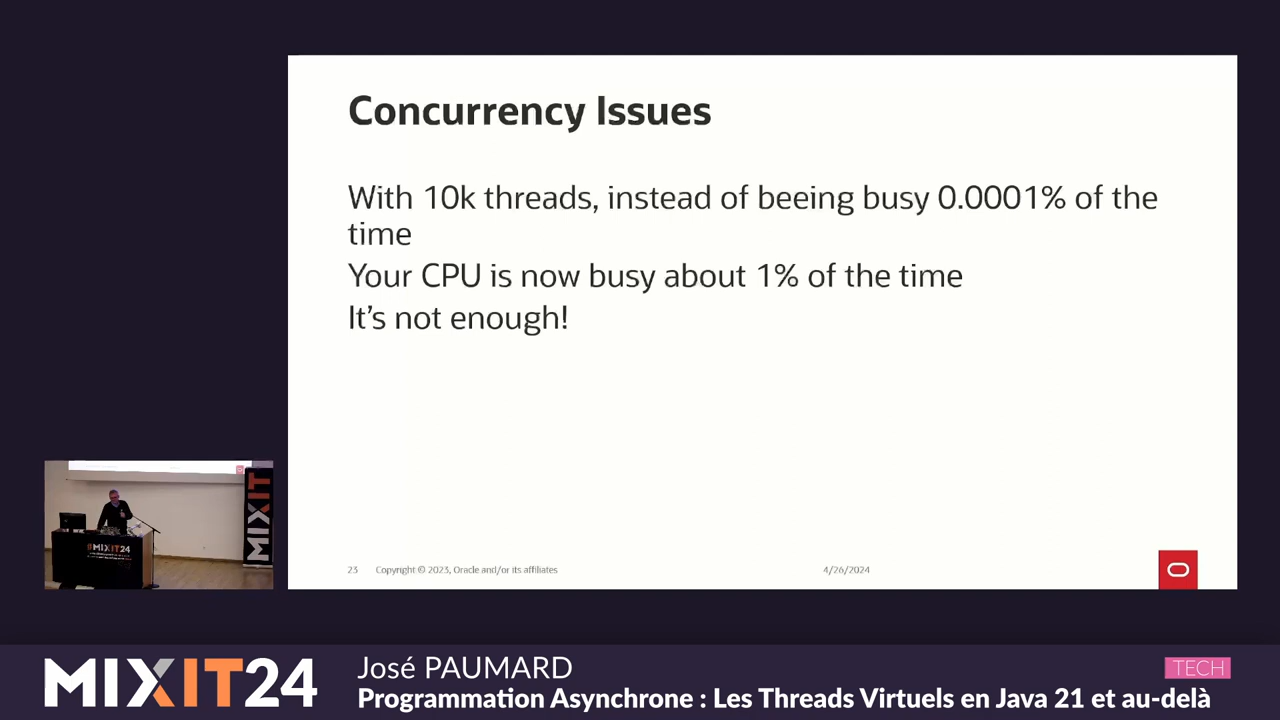 Concurrency Issues
With 10k threads, instead of beeing busy 0.0001% of the
time
Your CPU is now busy about 1% of the time
It's not enough!
23 Copyright © 2023, Oracle and/or its affiliates 4/26/2024
MIXIT
#MIXIT24
MIXIT24
José PAUMARD
TECH
Programmation Asynchrone : Les Threads Virtuels en Java 21 et au-delà